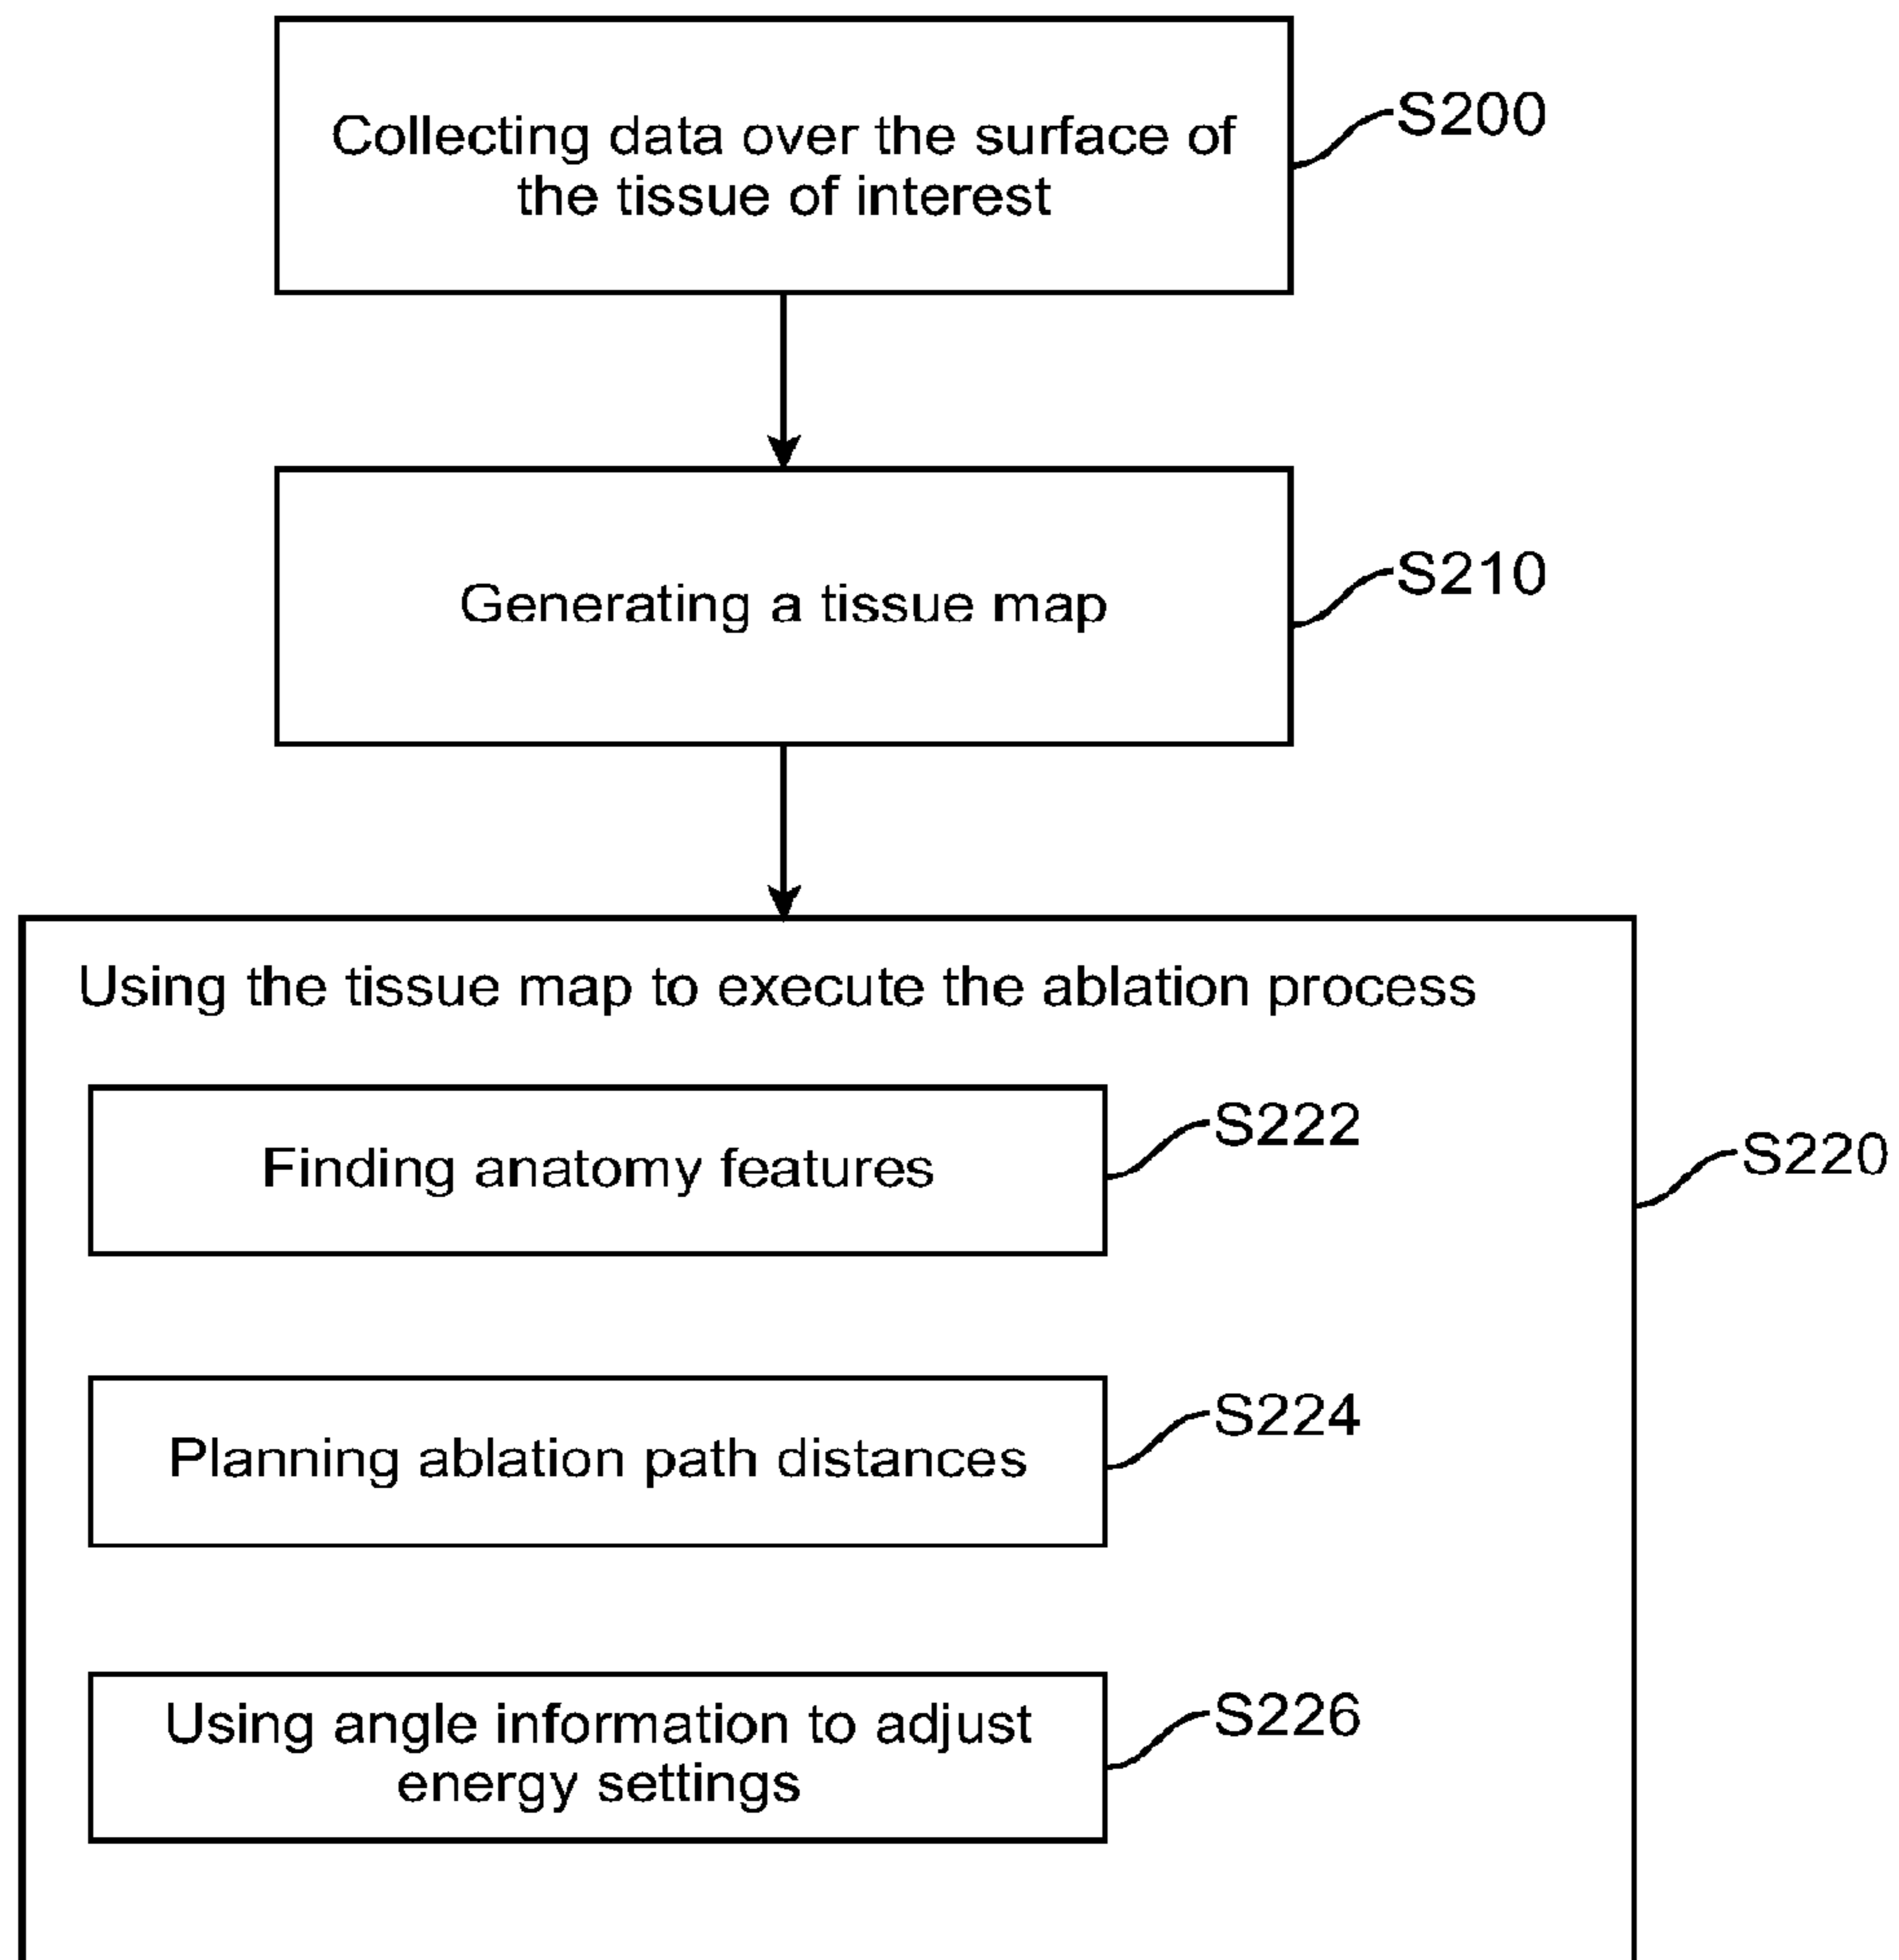 Collecting data over the surface of
the tissue of interest
S200
Generating a tissue map
S210
Using the tissue map to execute the ablation process
Finding anatomy features
S222
S220
Planning ablation path distances
S224
Using angle information to adjust
energy settings
S226